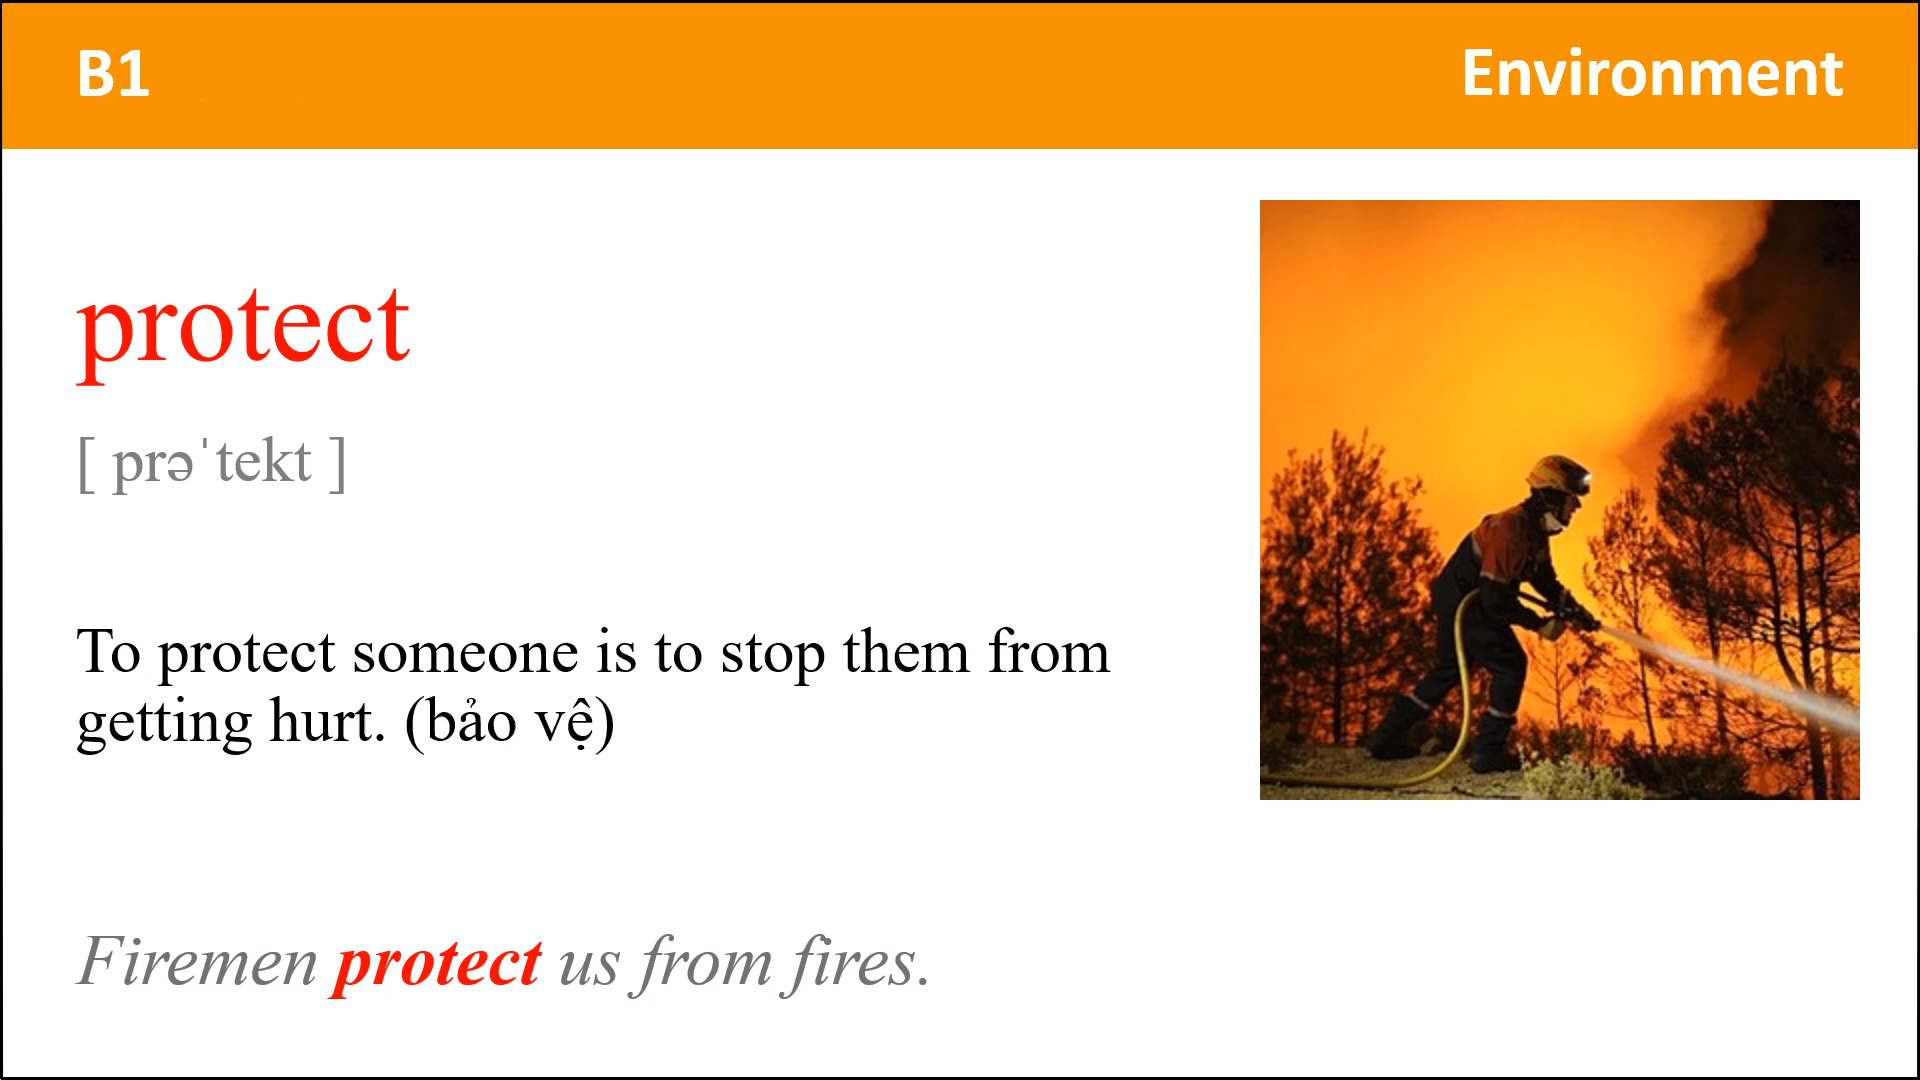 B1
Environment
protect
[ prəˈtekt ]
To protect someone is to stop them from
getting hurt. (bảo vệ)
Firemen protect us from fires.